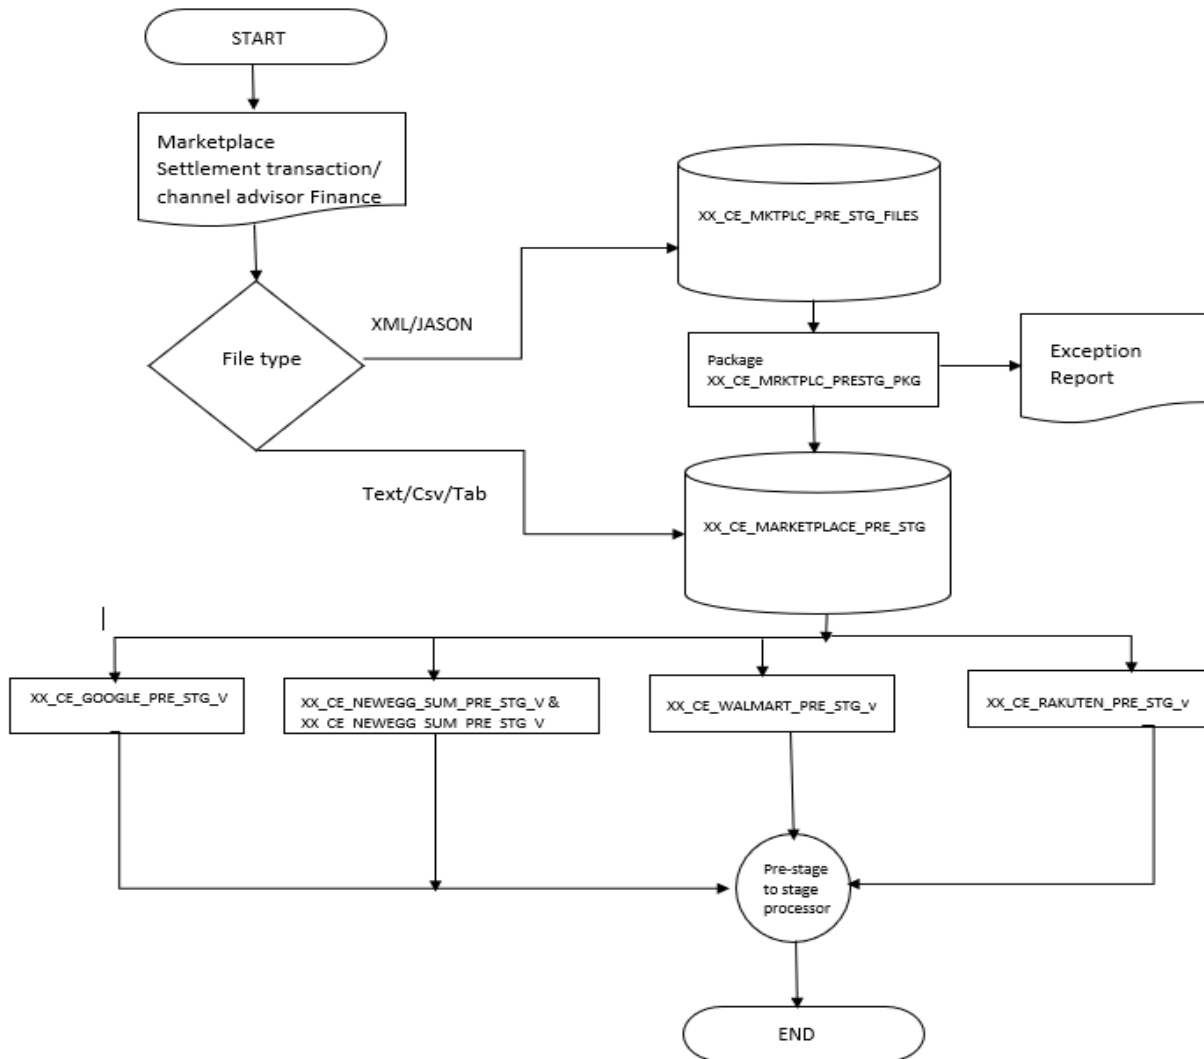 START
Marketplace
Settlement transaction/
channel advisor Finance
XX_CE_MKTPLC_PRE_STG_FILES
XML/JASON
File type
Package
XX_CE_MRKTPLC_PRESTG_PKG
Exception
Report
Text/Csv/Tab
XX_CE_MARKETPLACE_PRE_STG
XX_CE_GOOGLE_PRE_STG_V
XX_CE_NEWEGG_SUM_PRE_STG_V &
XX_CE_NEWEGG_SUM_PRE_STG_V
XX_CE_WALMART_PRE_STG_v
XX_CE_RAKUTEN_PRE_STG_v
Pre-stage
to stage
processor
END